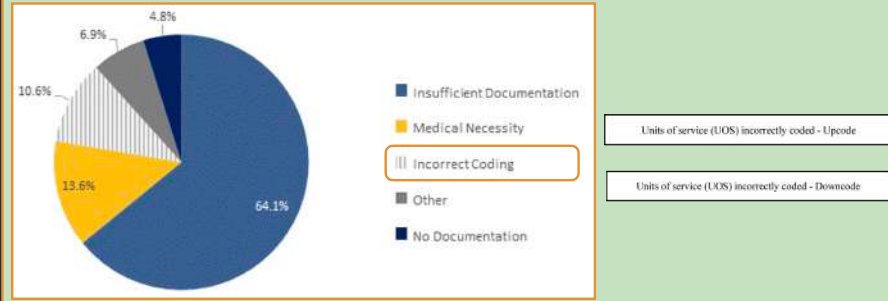 4.8%
6.9%
10.6%
13.6%
64.1%
Insufficient Documentation
Medical Necessity
Incorrect Coding
Other
No Documentation
Units of service (UOS) incorrectly coded - Upcode
Units of service (UOS) incorrectly coded - Downcode